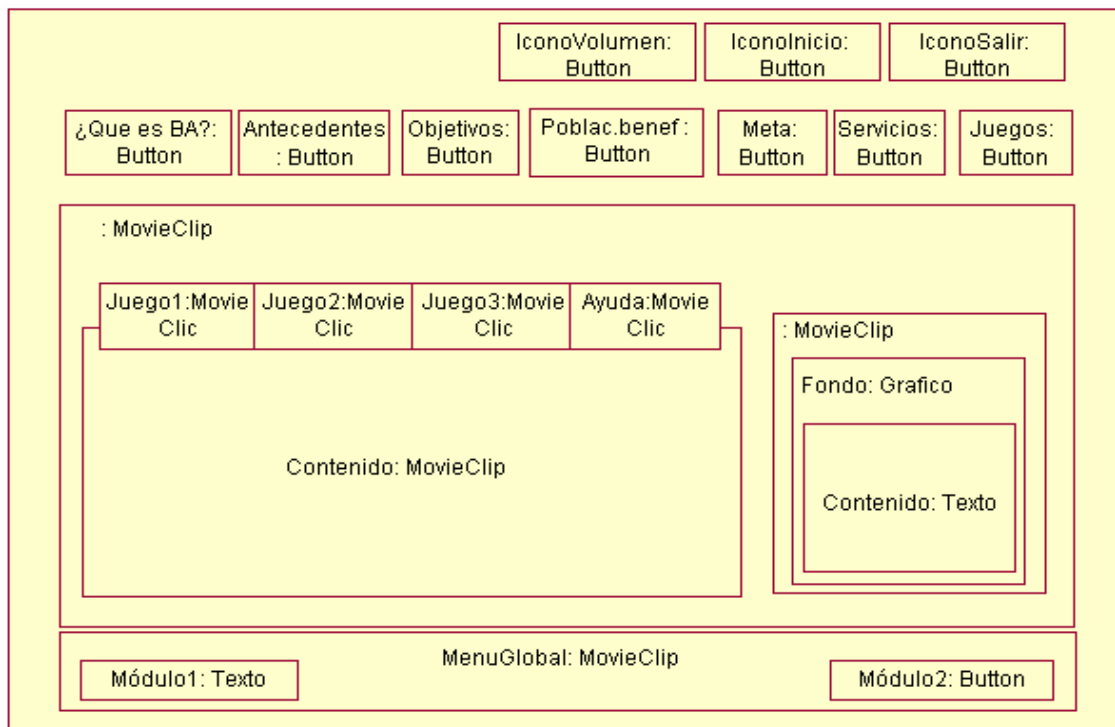 IconoVolumen:
Button
IconoInicio:
Button
IconoSalir:
Button
¿Que es BA?:
Button
Antecedentes
: Button
Objetivos:
Button
Poblac.benef :
Button
Meta:
Button
Servicios:
Button
Juegos:
Button
: MovieClip
Juego1:Movie
Clic
Juego2:Movie
Clic
Juego3:Movie
Clic
Ayuda:Movie
Clic
Contenido: MovieClip
: MovieClip
Fondo: Grafico
Contenido: Texto
MenuGlobal: MovieClip
Módulo1: Texto
Módulo2: Button